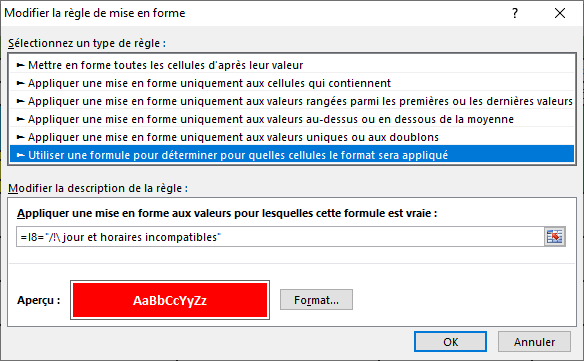 Modifier la règle de mise en forme
?
Sélectionnez un type de règle :
► Mettre en forme toutes les cellules d'après leur valeur
► Appliquer une mise en forme uniquement aux cellules qui contiennent
► Appliquer une mise en forme uniquement aux valeurs rangées parmi les premières ou les dernières valeurs
► Appliquer une mise en forme uniquement aux valeurs au-dessus ou en dessous de la moyenne
► Appliquer une mise en forme uniquement aux valeurs uniques ou aux doublons
► Utiliser une formule pour déterminer pour quelles cellules le format sera appliqué
Modifier la description de la règle :
Appliquer une mise en forme aux valeurs pour lesquelles cette formule est vraie :
=I8="/!\ jour et horaires incompatibles"
Aperçu :
AaBbCcYyZz
Format...
OK
Annuler